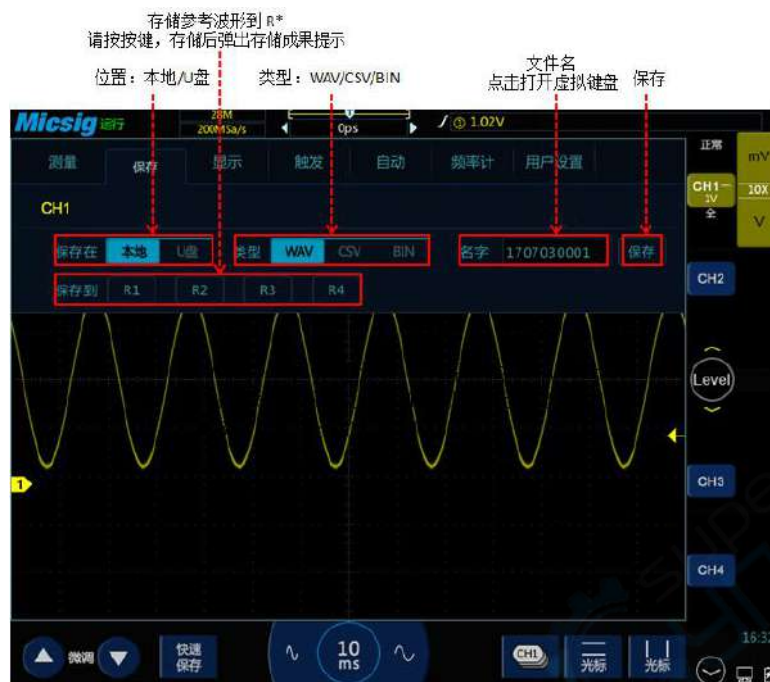 存储参考波形到 R*
请按按键，存储后弹出存储成果提示
位置：本地/U盘
类型：WAV/CSV/BIN
文件名
点击打开虚拟键盘
保存
Micsig 运行
28M
200MSa/s
0ps
① 1.02V
正常
mV
测量
保存
显示
触发
自动
频率计
用户设置
CH1
1V
全
10X
V
CH1
保存在 本地 U盘
类型 WAV CSV BIN
名字 1707030001 保存
保存到 R1 R2 R3 R4
CH2
Level
1
CH3
CH4
微调
快速
保存
10
ms
CH1
光标
光标
16:32